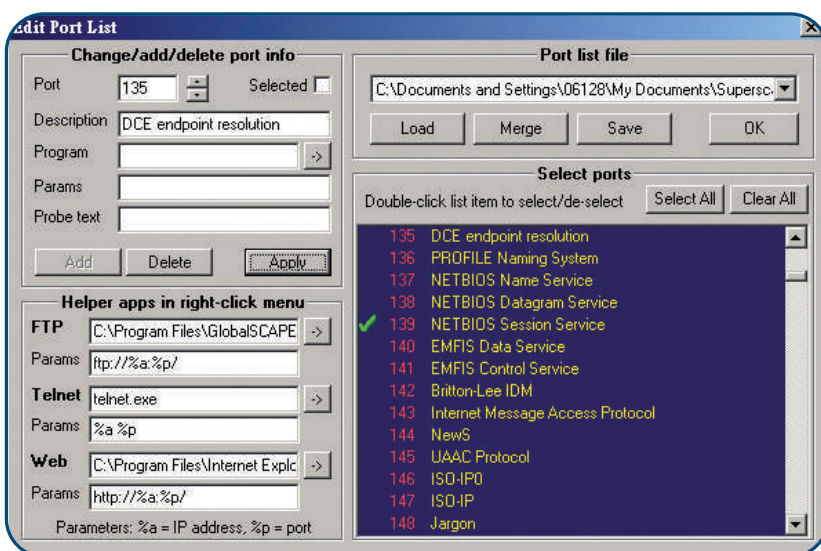 Edit Port List
Change/add/delete port info
Port 135 Selected
Description DCE endpoint resolution
Program ->
Params
Probe text
Add Delete Apply
Helper apps in right-click menu
FTP C:\Program Files\GlobalSCAPE ->
Params ftp://%a:%p/
Telnet telnet.exe ->
Params %a %p
Web C:\Program Files\Internet Explo ->
Params http://%a:%p/
Parameters: %a = IP address, %p = port
Port list file
C:\Documents and Settings\06128\My Documents\Supersc.
Load Merge Save OK
Select ports
Double-click list item to select/de-select Select All Clear All
135 DCE endpoint resolution
136 PROFILE Naming System
137 NETBIOS Name Service
138 NETBIOS Datagram Service
139 NETBIOS Session Service
140 EMFIS Data Service
141 EMFIS Control Service
142 Britton-Lee IDM
143 Internet Message Access Protocol
144 NewS
145 UAAC Protocol
146 ISO-IP0
147 ISO-IP
148 Jargon